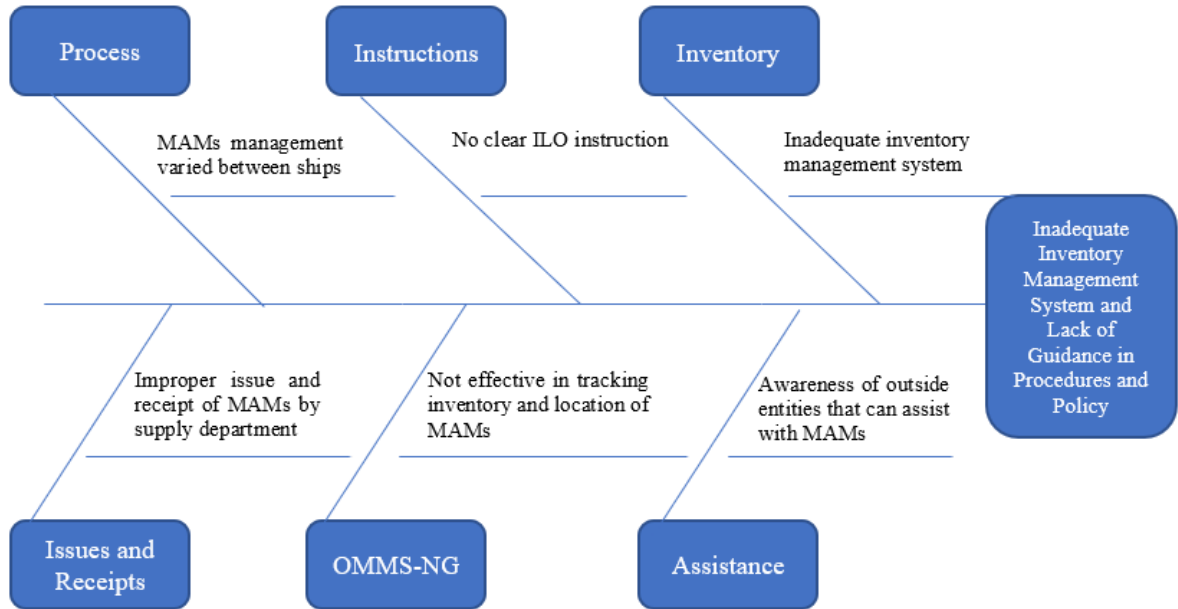 Process
Instructions
Inventory
MAMs management
varied between ships
No clear ILO instruction
Inadequate inventory
management system
Inadequate
Inventory
Management
System and
Lack of
Guidance in
Procedures and
Policy
Improper issue and
receipt of MAMs by
supply department
Not effective in tracking
inventory and location of
MAMs
Awareness of outside
entities that can assist
with MAMs
Issues and
Receipts
OMMS-NG
Assistance